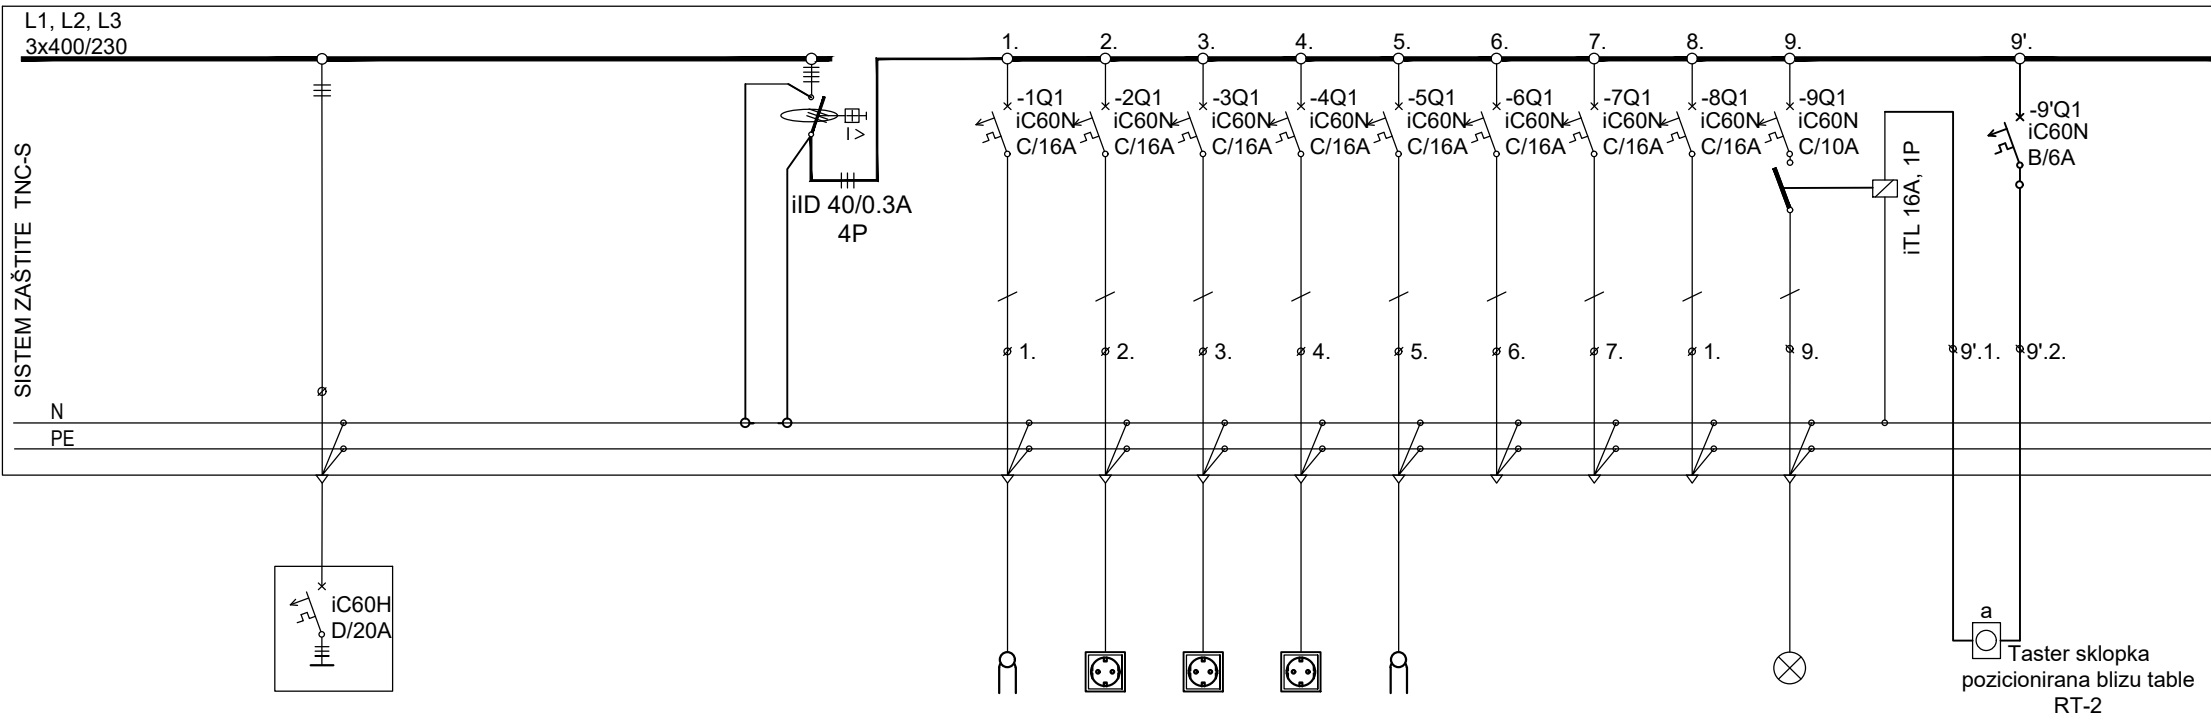 L1, L2, L3
3x400/230
SISTEM ZAŠTITE TNC-S
N
PE
iC60H
D/20A
I>
iID 40/0.3A
4P
1.
2.
3.
4.
5.
6.
7.
8.
9.
9'.
-1Q1
iC60N
C/16A
-2Q1
iC60N
C/16A
-3Q1
iC60N
C/16A
-4Q1
iC60N
C/16A
-5Q1
iC60N
C/16A
-6Q1
iC60N
C/16A
-7Q1
iC60N
C/16A
-8Q1
iC60N
C/16A
-9Q1
iC60N
C/10A
iTL 16A, 1P
-9'Q1
iC60N
B/6A
1.
2.
3.
4.
5.
6.
7.
1.
9.
9'.1.
9'.2.
a
Taster sklopka
pozicionirana blizu table
RT-2